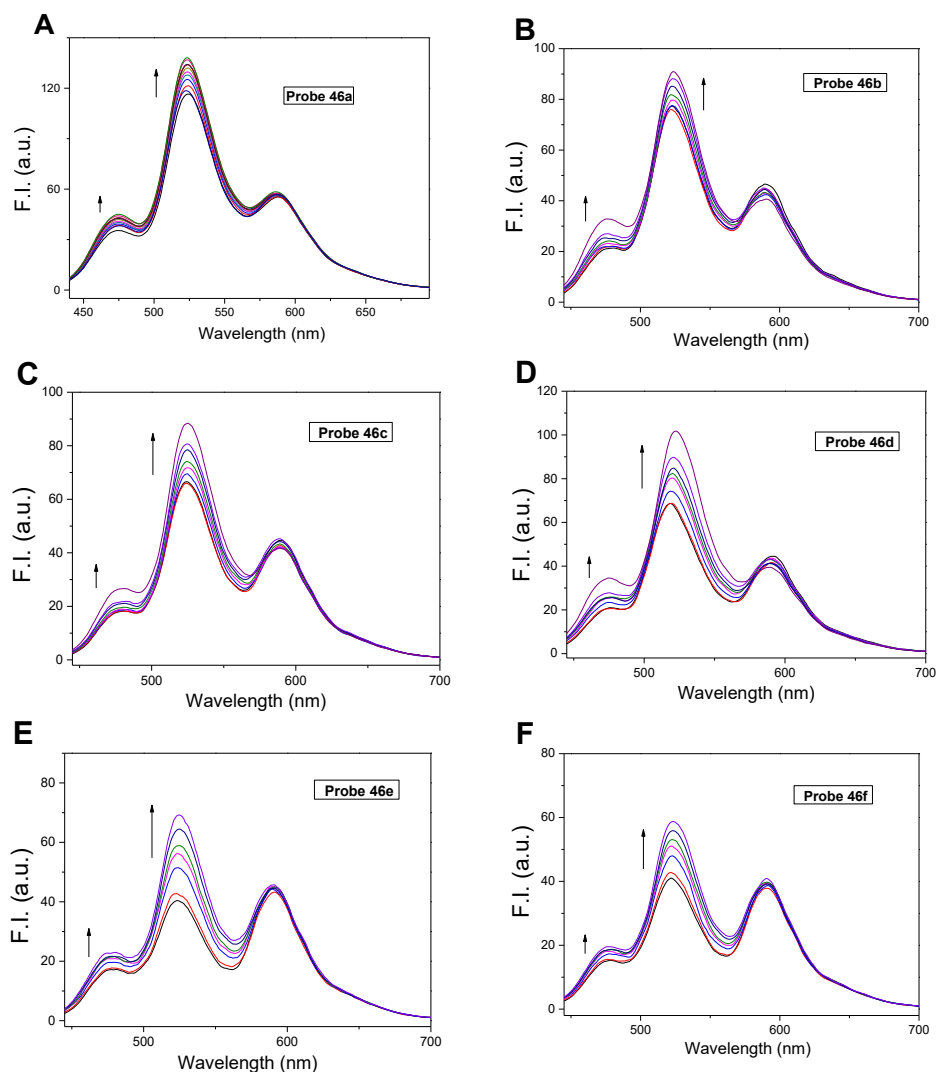 A
Probe 46a
F.I. (a.u.)
120
60
0
450 500 550 600 650
Wavelength (nm)
B
Probe 46b
F.I. (a.u.)
100
80
60
40
20
0
500 600 700
Wavelength (nm)
C
Probe 46c
F.I. (a.u.)
100
80
60
40
20
0
500 600 700
Wavelength (nm)
D
Probe 46d
F.I. (a.u.)
120
100
80
60
40
20
0
500 600 700
Wavelength (nm)
E
Probe 46e
F.I. (a.u.)
80
60
40
20
0
500 600 700
Wavelength (nm)
F
Probe 46f
F.I. (a.u.)
80
60
40
20
0
500 600 700
Wavelength (nm)